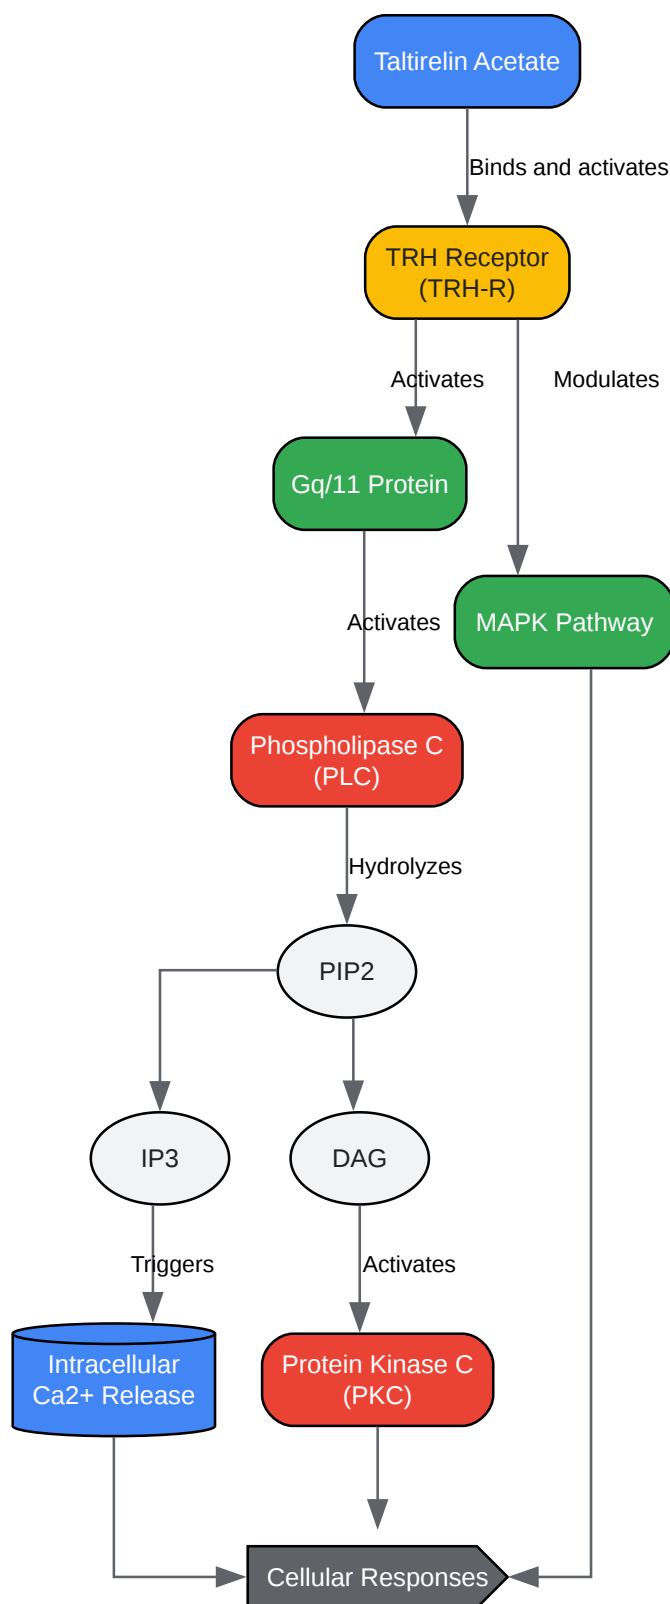 Taltirelin Acetate
Binds and activates
TRH Receptor
(TRH-R)
Activates
Modulates
Gq/11 Protein
Activates
MAPK Pathway
Phospholipase C
(PLC)
Hydrolyzes
PIP2
IP3
DAG
Triggers
Activates
Intracellular
Ca2+ Release
Protein Kinase C
(PKC)
Cellular Responses